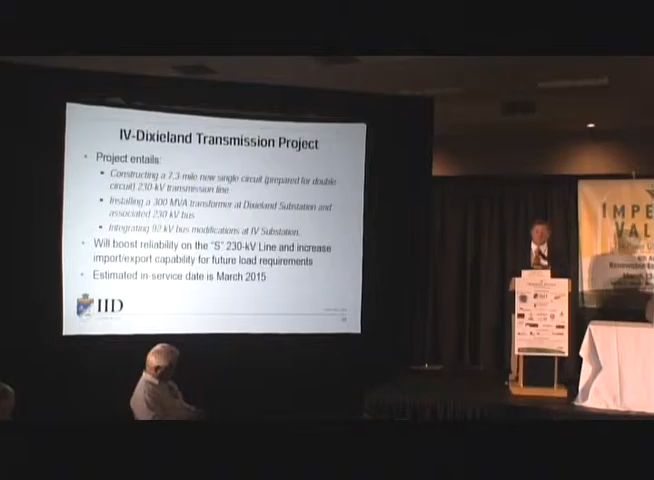 IV-Dixieland Transmission Project
• Project entails:
• Constructing a 7.3-mile new single circuit (prepared for double
circuit) 230-kV transmission line
• Installing a 300 MVA transformer at Dixieland Substation and
associated 230 kV bus
• Integrating 92 kV bus modifications at IV Substation.
• Will boost reliability on the "S" 230-kV Line and increase
import/export capability for future load requirements
• Estimated in-service date is March 2015
IID
IMPE
VAL